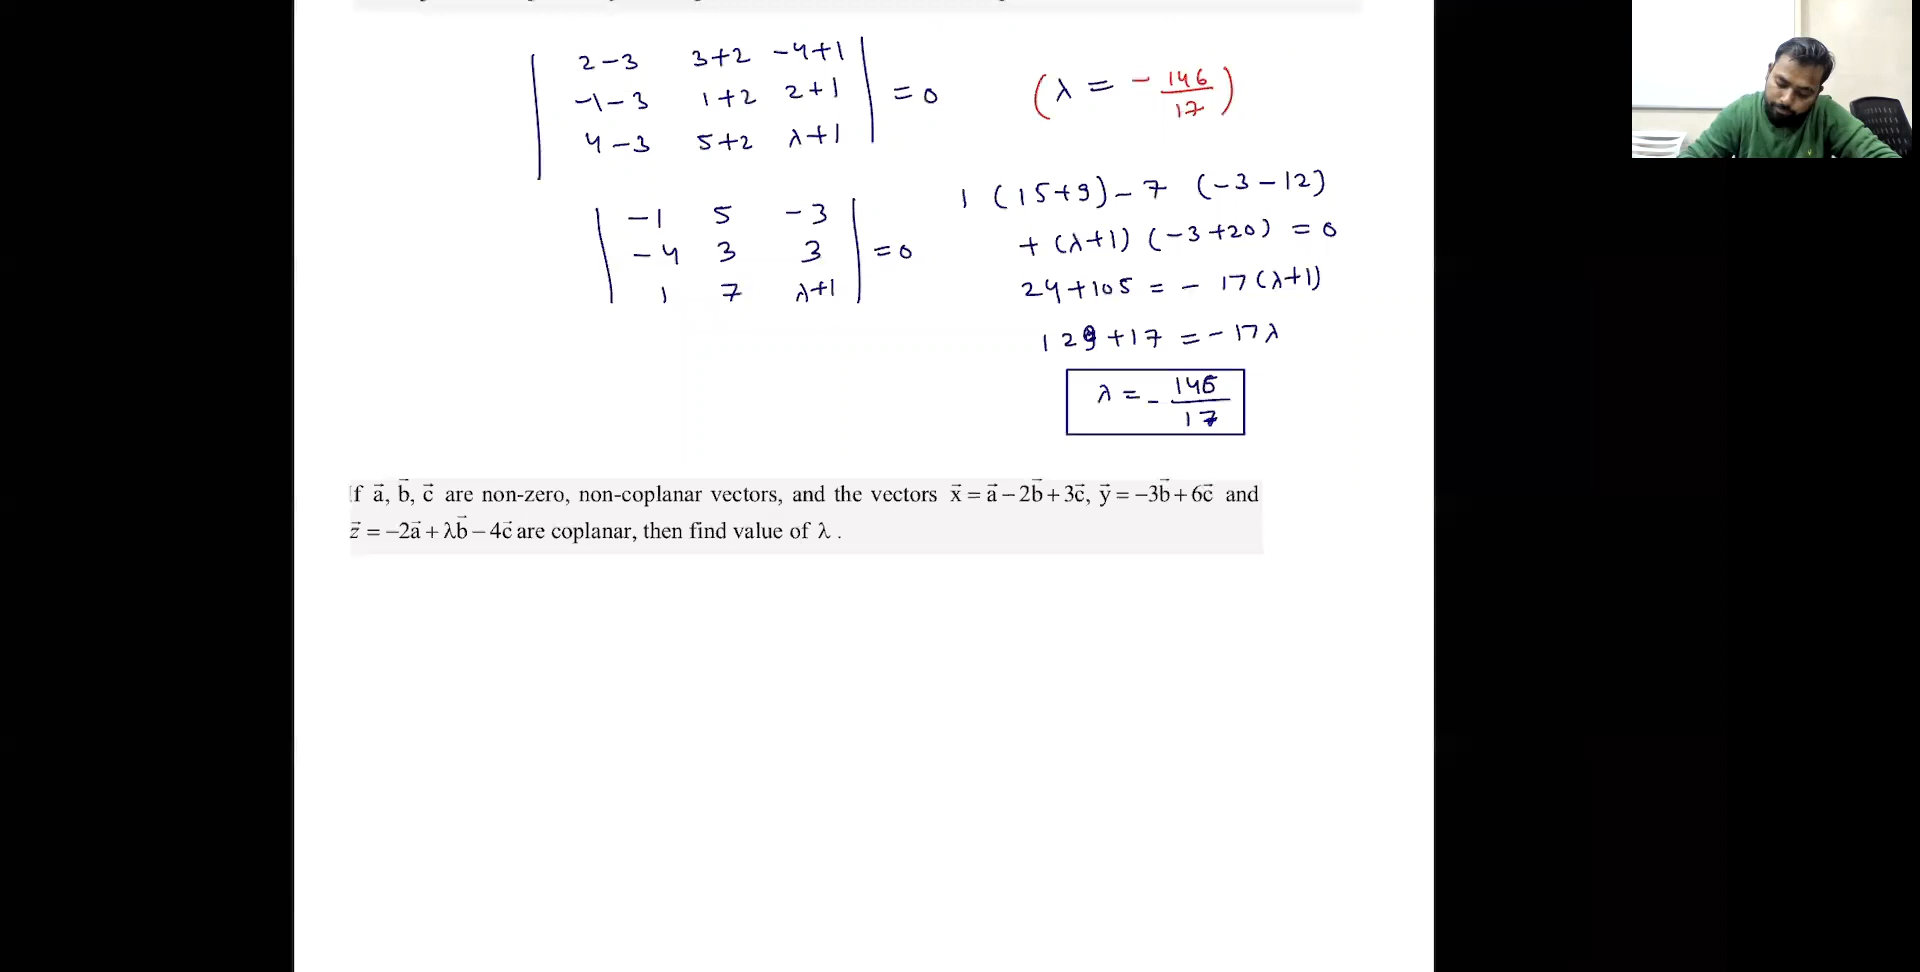 | 2-3 3+2 -4+1 |
| -1-3 1+2 2+1 | = 0
| 4-3 5+2 λ+1 |
(λ = - 146/17)
| -1 5 -3 |
| -4 3 3 | = 0
| 1 7 λ+1 |
1 (15+9) - 7 (-3-12)
+ (λ+1) (-3+20) = 0
24+105 = - 17(λ+1)
129+17 = -17λ
λ = - 146/17
If a⃗, b⃗, c⃗ are non-zero, non-coplanar vectors, and the vectors x⃗ = a⃗ – 2b⃗ + 3c⃗, y⃗ = –3b⃗ + 6c⃗ and
z⃗ = –2a⃗ + λb⃗ – 4c⃗ are coplanar, then find value of λ .